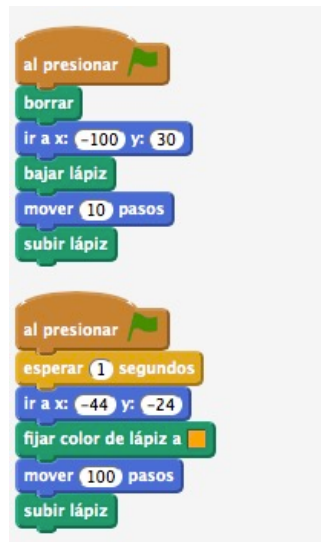 al presionar
borrar
ir a x: -100 y: 30
bajar lápiz
mover 10 pasos
subir lápiz
al presionar
esperar 1 segundos
ir a x: -44 y: -24
fijar color de lápiz a
mover 100 pasos
subir lápiz